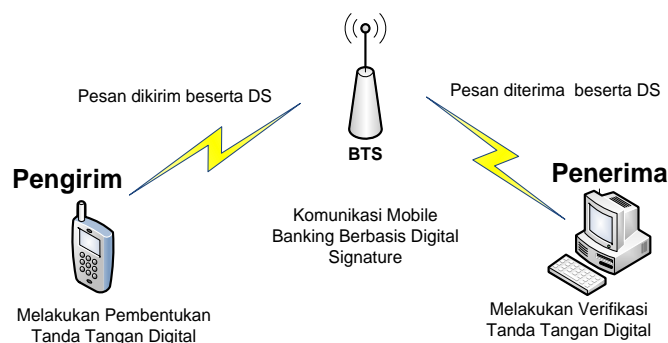 Pesan dikirim beserta DS
Pesan diterima beserta DS
BTS
Pengirim
Penerima
Komunikasi Mobile
Banking Berbasis Digital
Signature
Melakukan Pembentukan
Tanda Tangan Digital
Melakukan Verifikasi
Tanda Tangan Digital